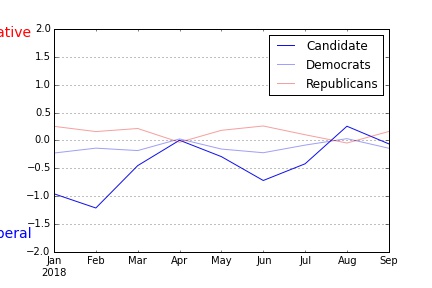 ative
2.0
1.5
1.0
0.5
0.0
−0.5
−1.0
−1.5
−2.0
beral
Candidate
Democrats
Republicans
Jan Feb Mar Apr May Jun Jul Aug Sep
2018